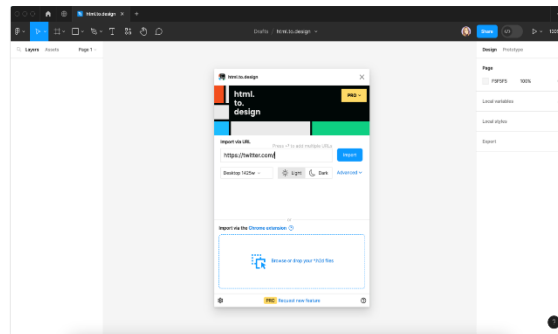 html.to.design
Drafts / html.to.design
Share
Layers Assets Page 1
Design Prototype
Page
F5F5F5 100%
Local variables
Local styles
Export
html.to.design
html.
to.
design
PRO
Import via URL
Press ⏎ to add multiple URLs
https://twitter.com/
Import
Desktop 1425w
Light
Dark
Advanced
or
Import via the Chrome extension
Browse or drop your *.h2d files
PRO Request new feature